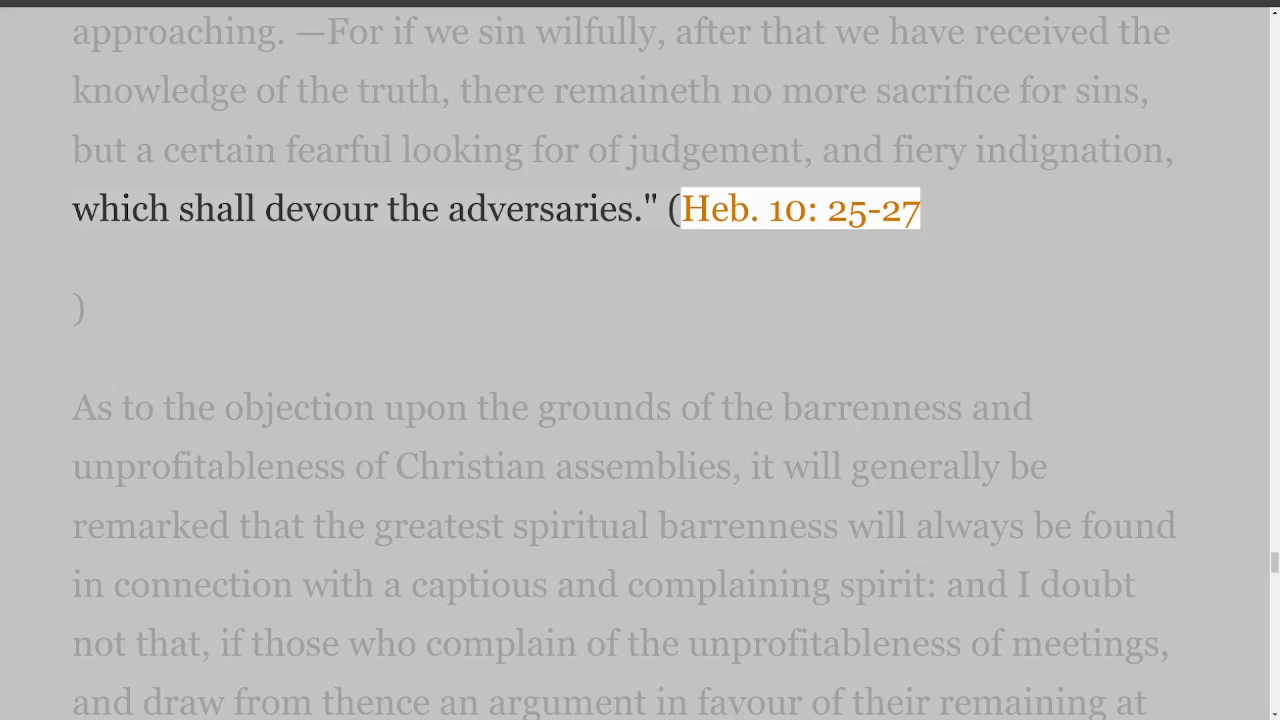 approaching. —For if we sin wilfully, after that we have received the
knowledge of the truth, there remaineth no more sacrifice for sins,
but a certain fearful looking for of judgement, and fiery indignation,
which shall devour the adversaries." (Heb. 10: 25-27
)
As to the objection upon the grounds of the barrenness and
unprofitableness of Christian assemblies, it will generally be
remarked that the greatest spiritual barrenness will always be found
in connection with a captious and complaining spirit: and I doubt
not that, if those who complain of the unprofitableness of meetings,
and draw from thence an argument in favour of their remaining at